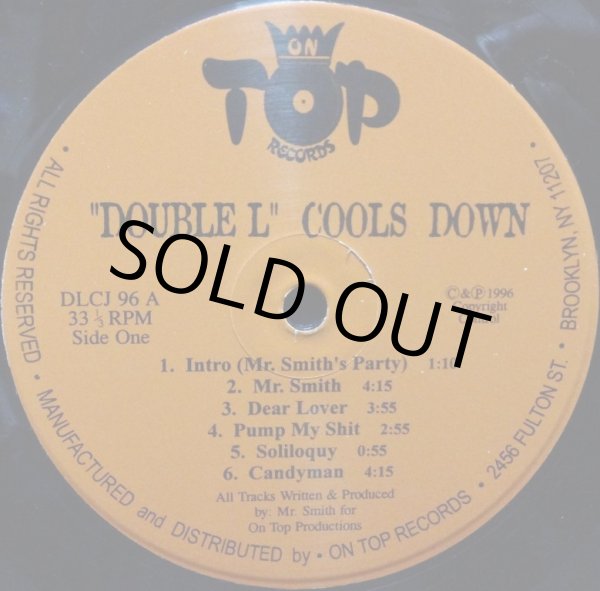 ON
TOP
RECORDS
"DOUBLE L" COOLS DOWN
DLCJ 96 A
33 ⅓ RPM
Side One
©&℗ 1996
Copyright
Control
SOLD OUT
1. Intro (Mr. Smith's Party) 1:10
2. Mr. Smith 4:15
3. Dear Lover 3:55
4. Pump My Shit 2:55
5. Soliloquy 0:55
6. Candyman 4:15
All Tracks Written & Produced
by: Mr. Smith for
On Top Productions
• ALL RIGHTS RESERVED • MANUFACTURED and DISTRIBUTED by • ON TOP RECORDS • 2456 FULTON ST. • BROOKLYN, NY 11207 •